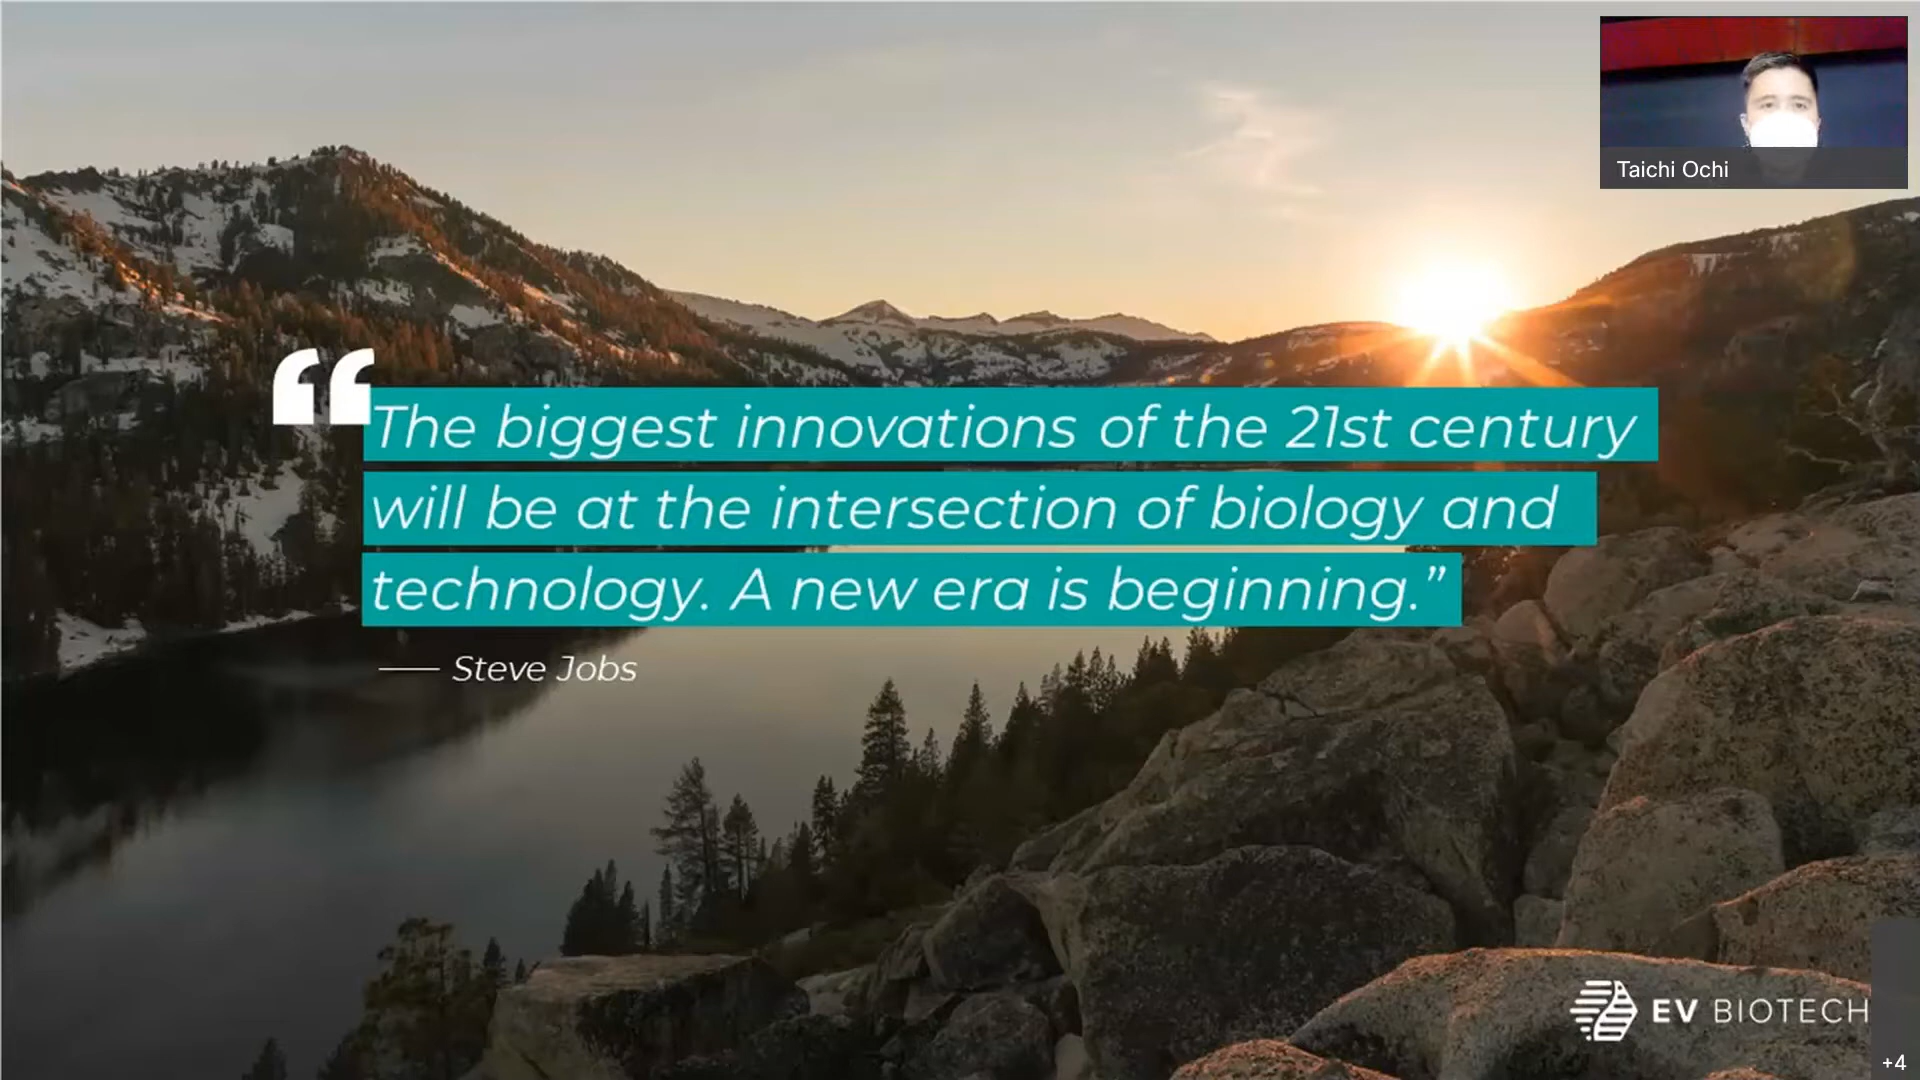 Taichi Ochi
“The biggest innovations of the 21st century
will be at the intersection of biology and
technology. A new era is beginning.”
— Steve Jobs
EV BIOTECH
+4